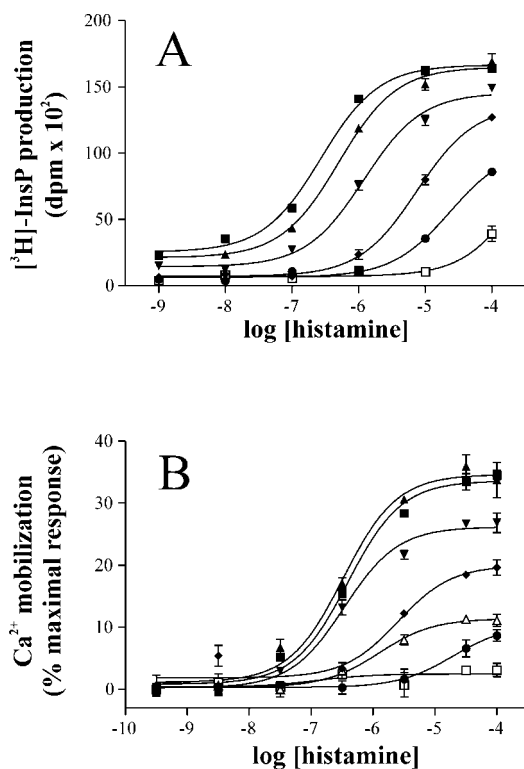 A
200
150
100
50
0
[³H]-InsP production
(dpm x 10²)
-9 -8 -7 -6 -5 -4
log [histamine]
B
40
30
20
10
0
Ca²⁺ mobilization
(% maximal response)
-10 -9 -8 -7 -6 -5 -4
log [histamine]